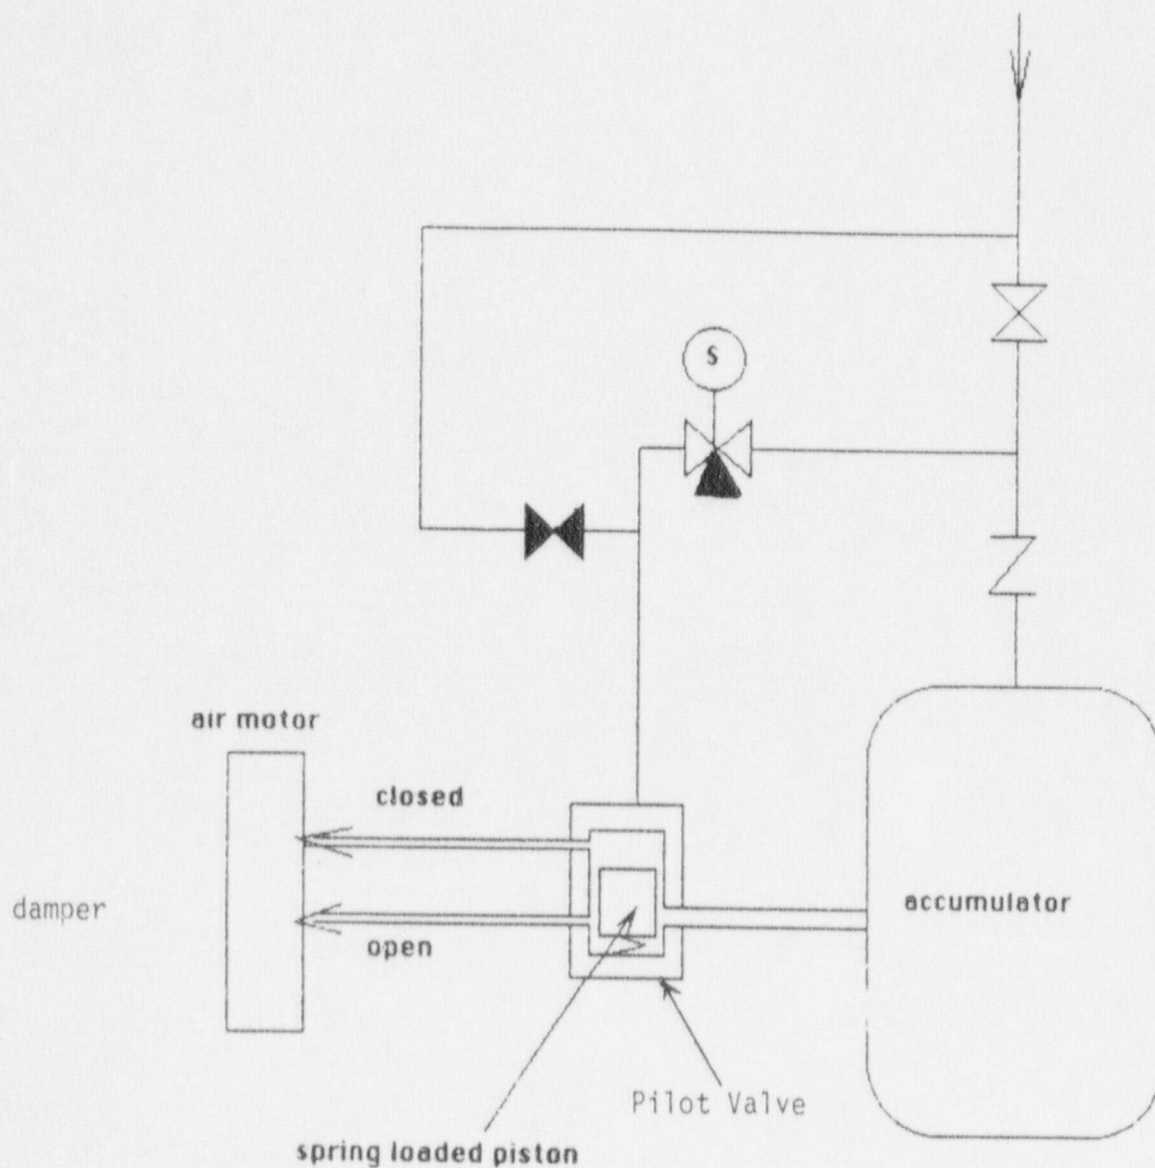 S
air motor
closed
damper
accumulator
open
Pilot Valve
spring loaded piston